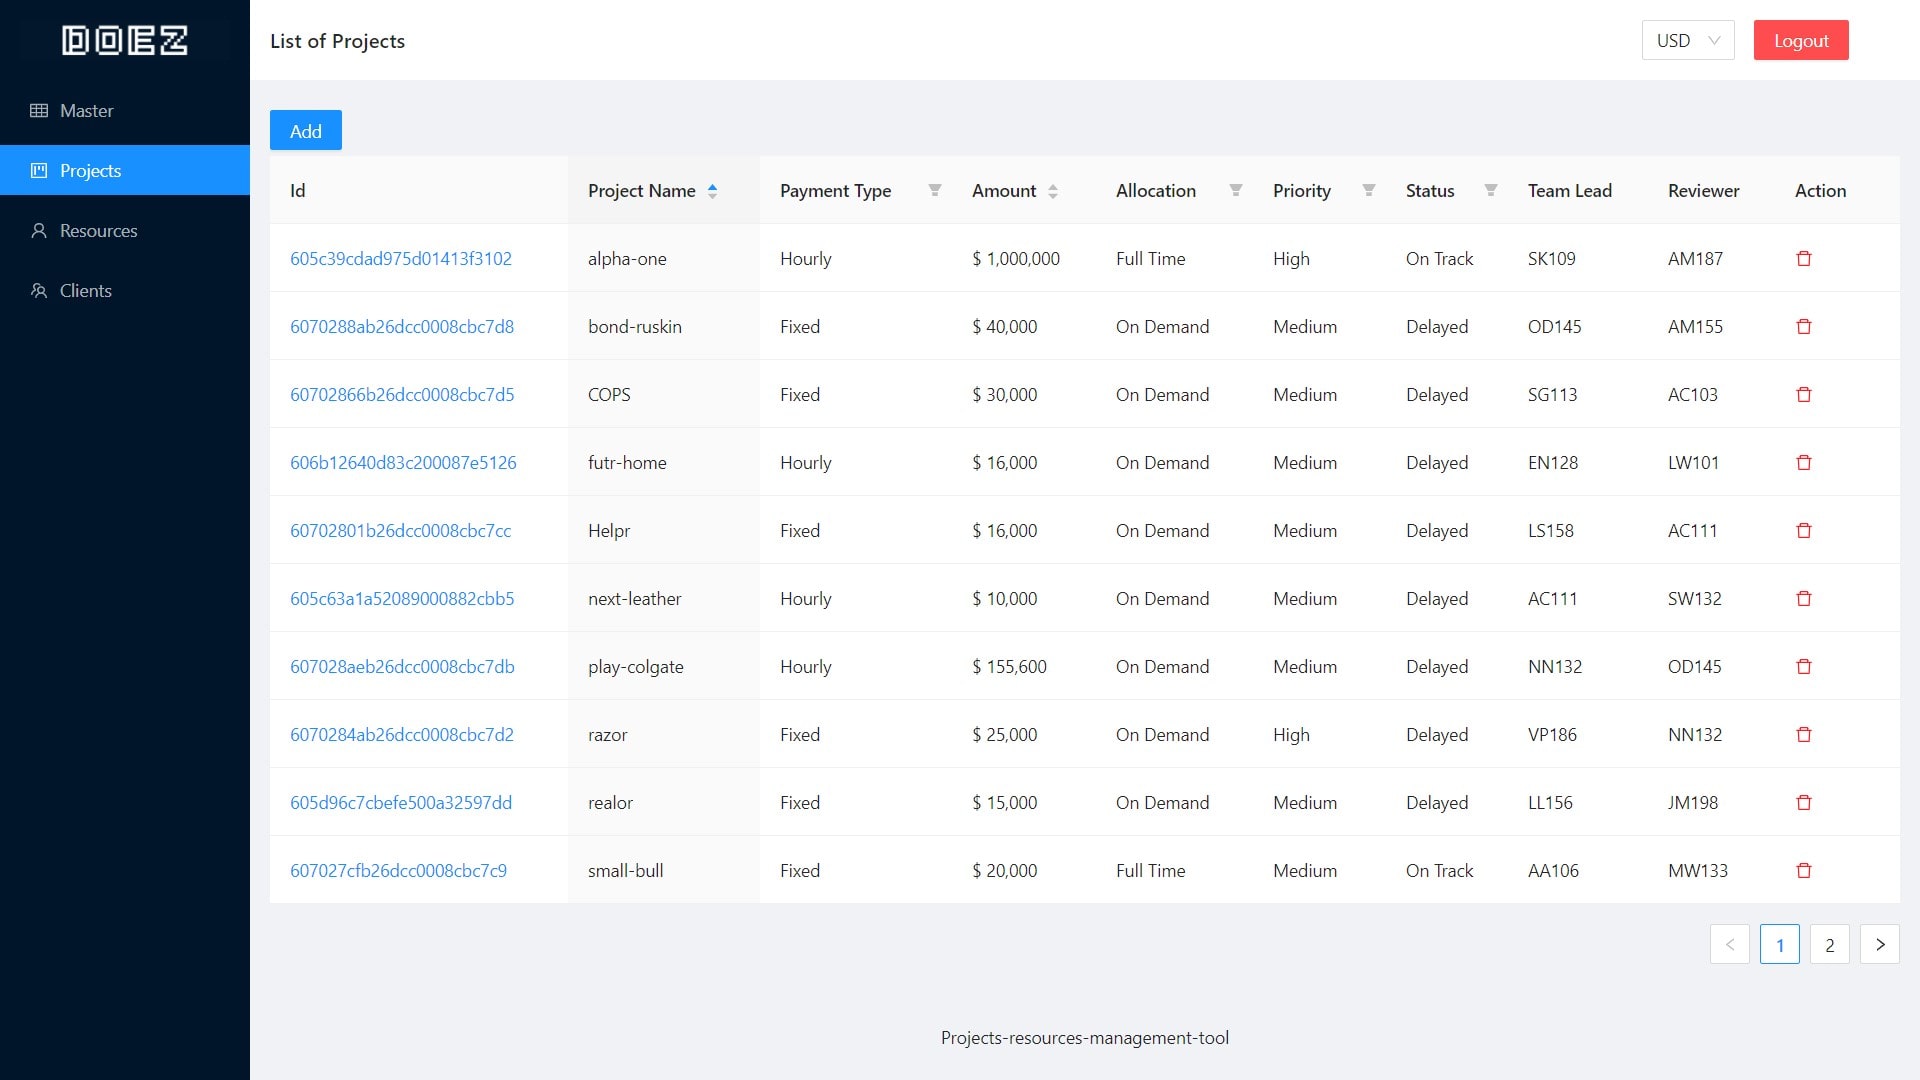 DOEZ
List of Projects
USD
Logout
Master
Projects
Resources
Clients
Add
Id Project Name Payment Type Amount Allocation Priority Status Team Lead Reviewer Action
605c39cdad975d01413f3102 alpha-one Hourly $ 1,000,000 Full Time High On Track SK109 AM187
6070288ab26dcc0008cbc7d8 bond-ruskin Fixed $ 40,000 On Demand Medium Delayed OD145 AM155
60702866b26dcc0008cbc7d5 COPS Fixed $ 30,000 On Demand Medium Delayed SG113 AC103
606b12640d83c200087e5126 futr-home Hourly $ 16,000 On Demand Medium Delayed EN128 LW101
60702801b26dcc0008cbc7cc Helpr Fixed $ 16,000 On Demand Medium Delayed LS158 AC111
605c63a1a52089000882cbb5 next-leather Hourly $ 10,000 On Demand Medium Delayed AC111 SW132
607028aeb26dcc0008cbc7db play-colgate Hourly $ 155,600 On Demand Medium Delayed NN132 OD145
6070284ab26dcc0008cbc7d2 razor Fixed $ 25,000 On Demand High Delayed VP186 NN132
605d96c7cbefe500a32597dd realor Fixed $ 15,000 On Demand Medium Delayed LL156 JM198
607027cfb26dcc0008cbc7c9 small-bull Fixed $ 20,000 Full Time Medium On Track AA106 MW133
< 1 2 >
Projects-resources-management-tool